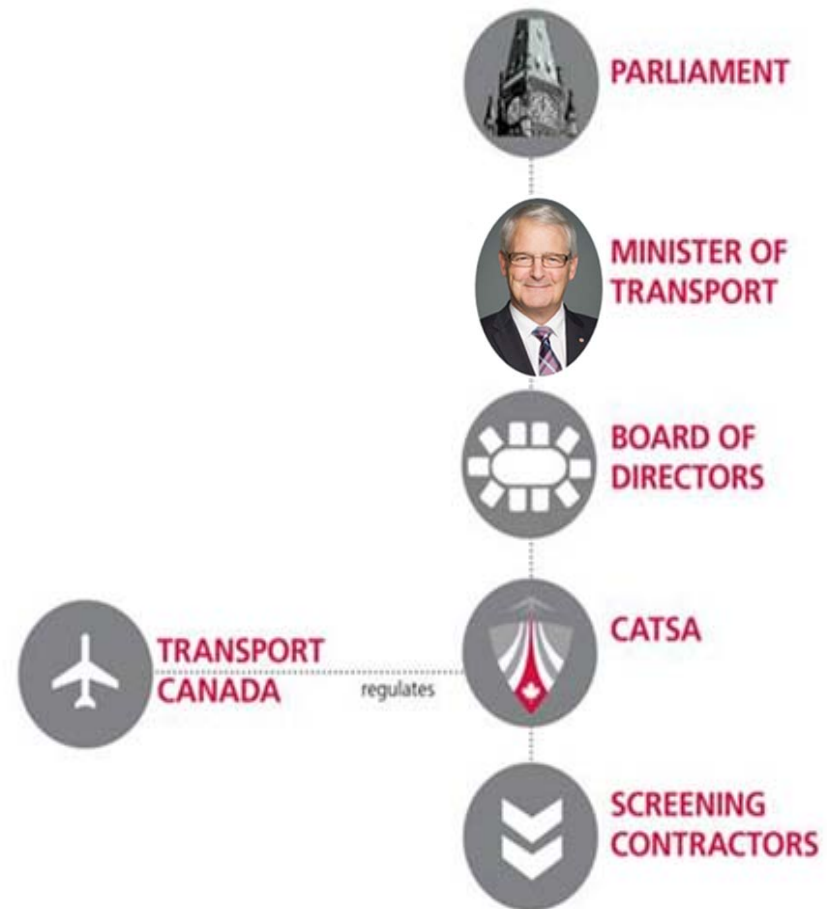 PARLIAMENT
MINISTER OF
TRANSPORT
BOARD OF
DIRECTORS
CATSA
TRANSPORT
CANADA
regulates
SCREENING
CONTRACTORS